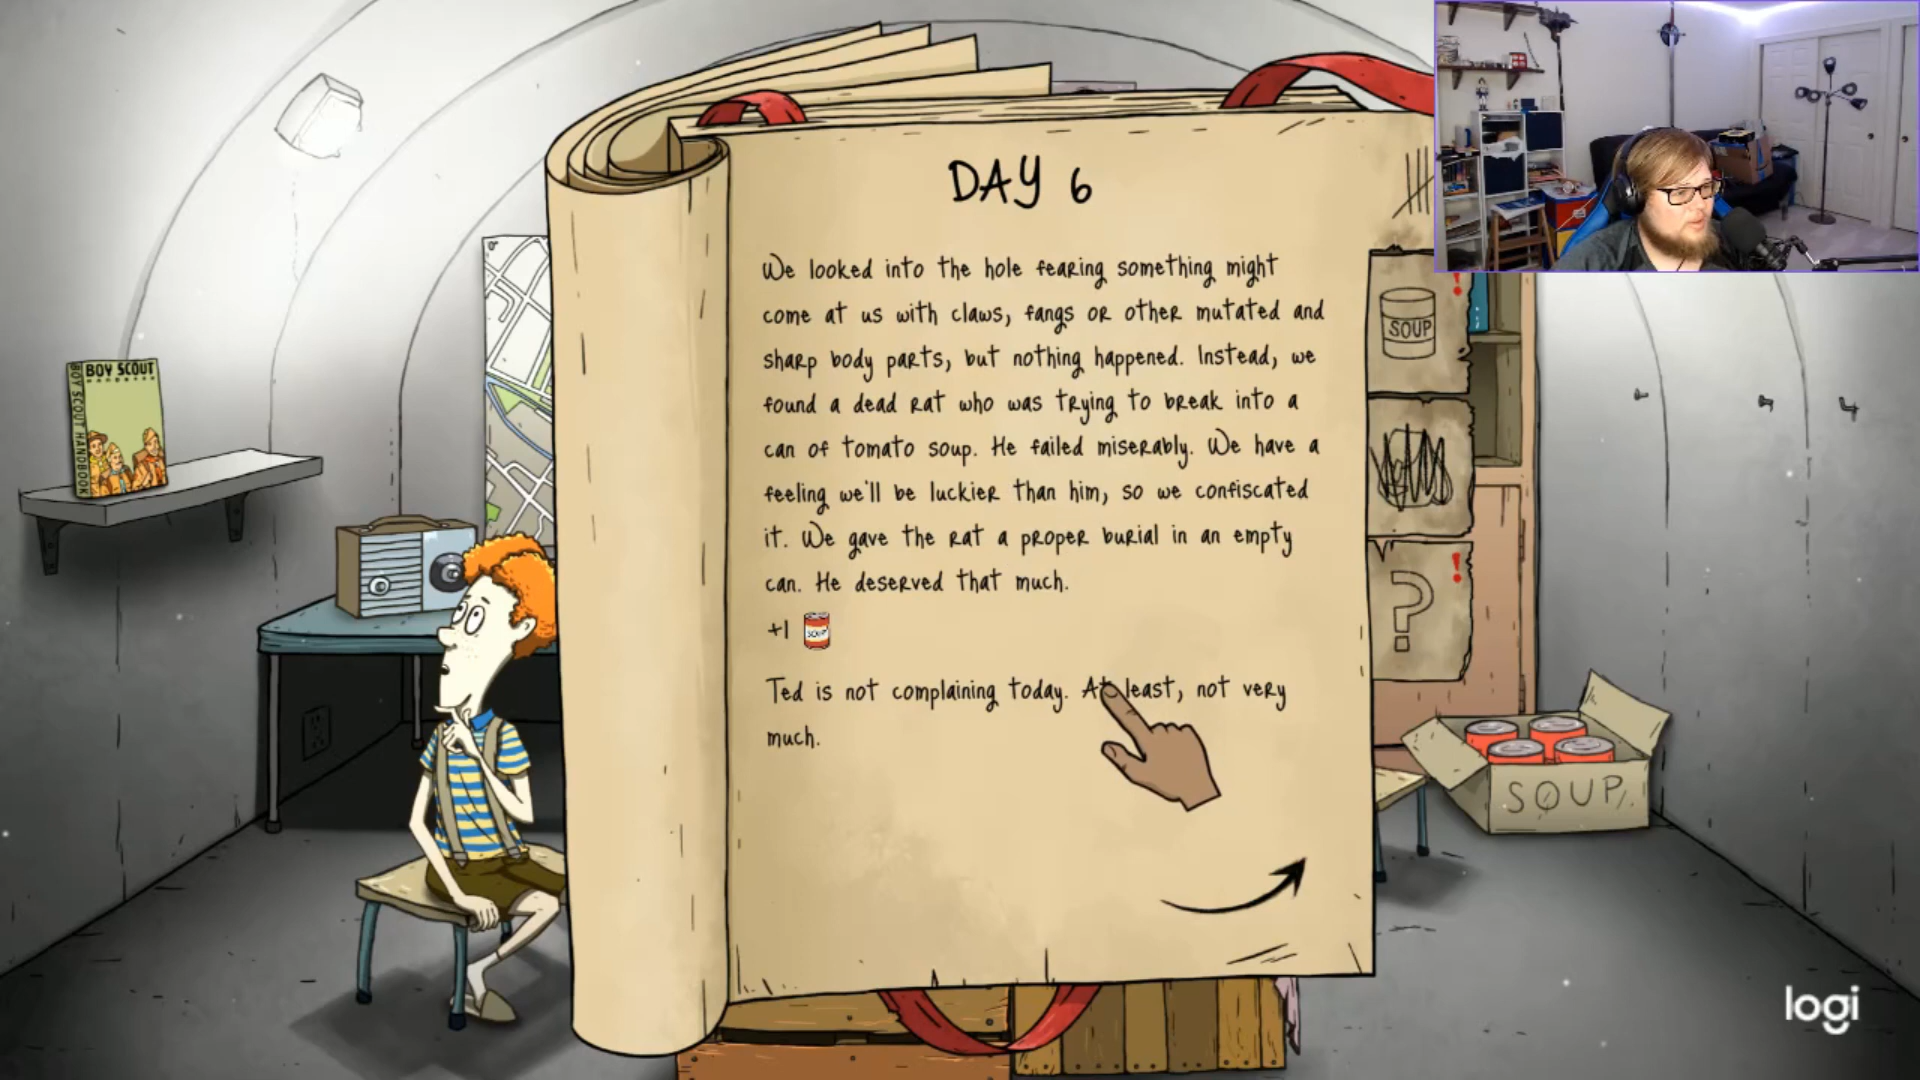 DAY 6
We looked into the hole fearing something might
come at us with claws, fangs or other mutated and
sharp body parts, but nothing happened. Instead, we
found a dead rat who was trying to break into a
can of tomato soup. He failed miserably. We have a
feeling we'll be luckier than him, so we confiscated
it. We gave the rat a proper burial in an empty
can. He deserved that much.
+1 SOUP
Ted is not complaining today. At least, not very
much.
BOY SCOUT
BOY SCOUT HANDBOOK
SOUP
!
?
!
SOUP
logi